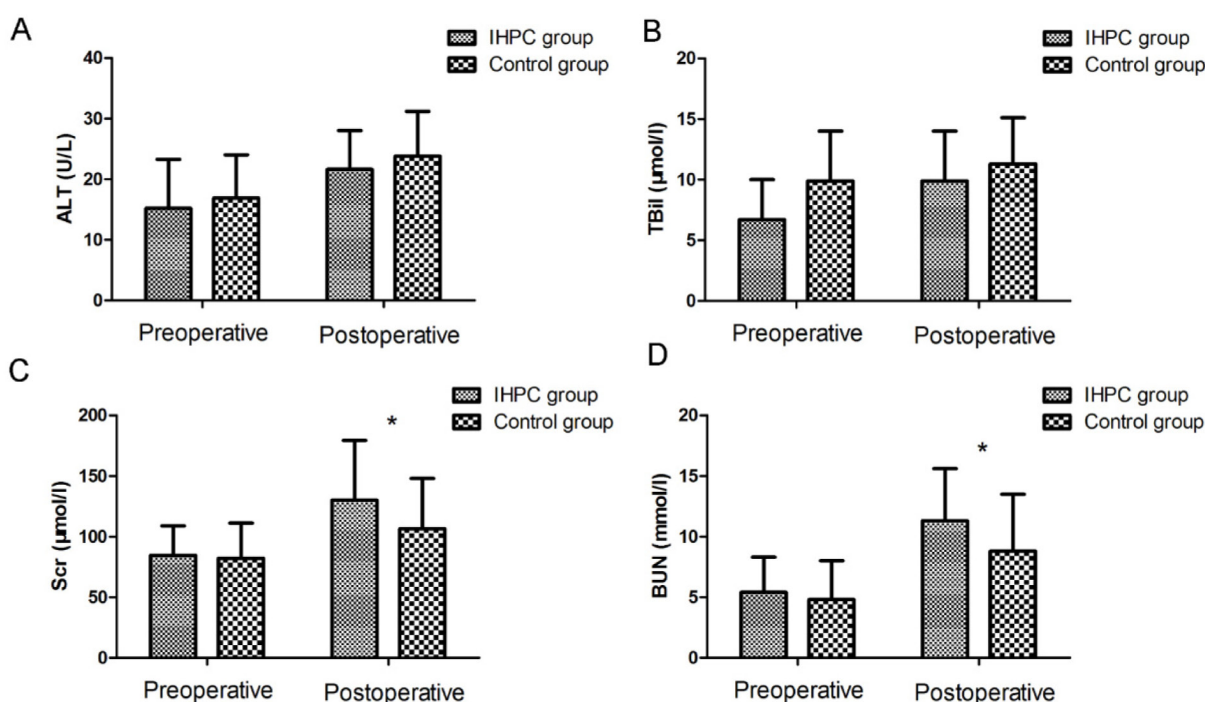 A
IHPC group
Control group
ALT (U/L)
40
30
20
10
0
Preoperative
Postoperative
B
IHPC group
Control group
TBil (µmol/l)
20
15
10
5
0
Preoperative
Postoperative
C
IHPC group
Control group
Scr (µmol/l)
200
150
100
50
0
*
Preoperative
Postoperative
D
IHPC group
Control group
BUN (mmol/l)
20
15
10
5
0
*
Preoperative
Postoperative